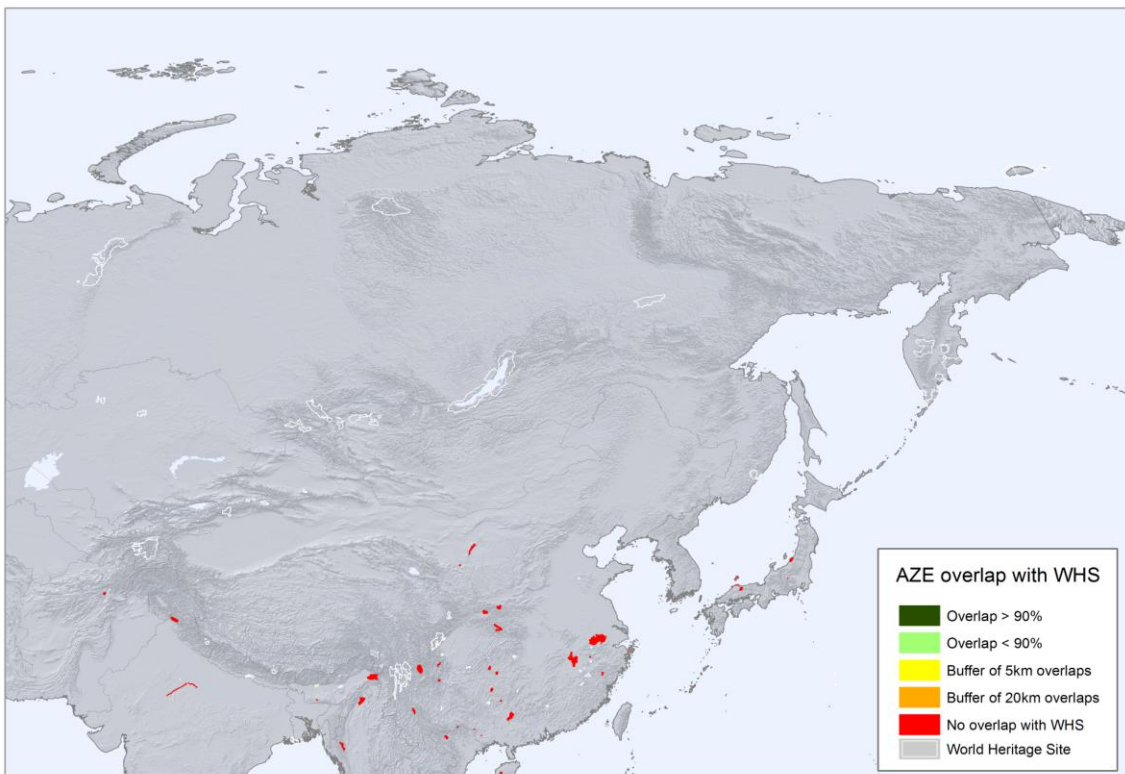 AZE overlap with WHS
Overlap > 90%
Overlap < 90%
Buffer of 5km overlaps
Buffer of 20km overlaps
No overlap with WHS
World Heritage Site